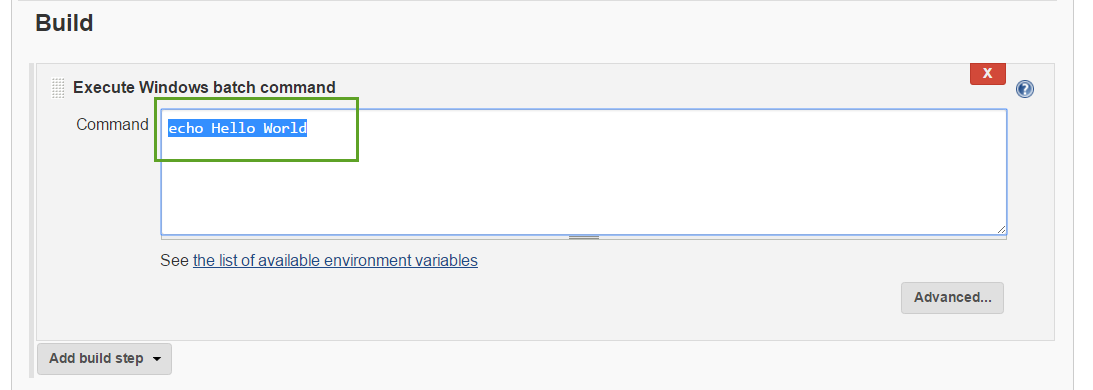 Build
X
Execute Windows batch command
?
Command
echo Hello World
See the list of available environment variables
Advanced...
Add build step